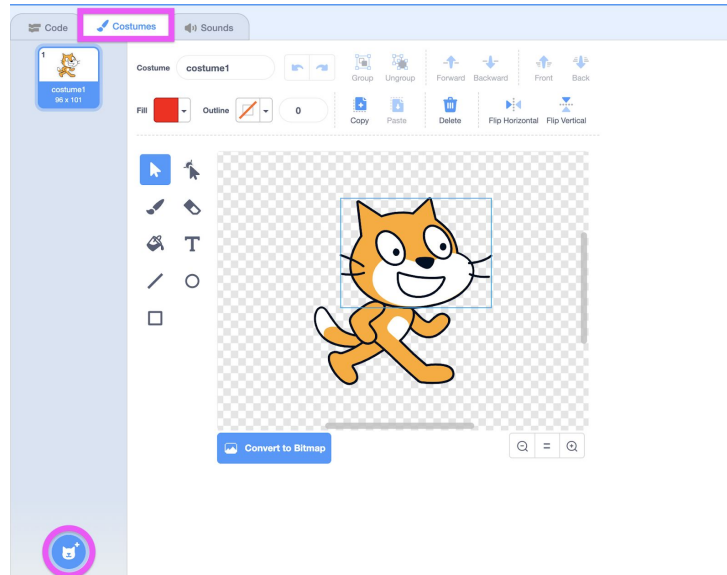 Code Costumes Sounds
1
costume1
96 x 101
Costume costume1
Group Ungroup Forward Backward Front Back
Fill Outline 0
Copy Paste Delete Flip Horizontal Flip Vertical
T
Convert to Bitmap